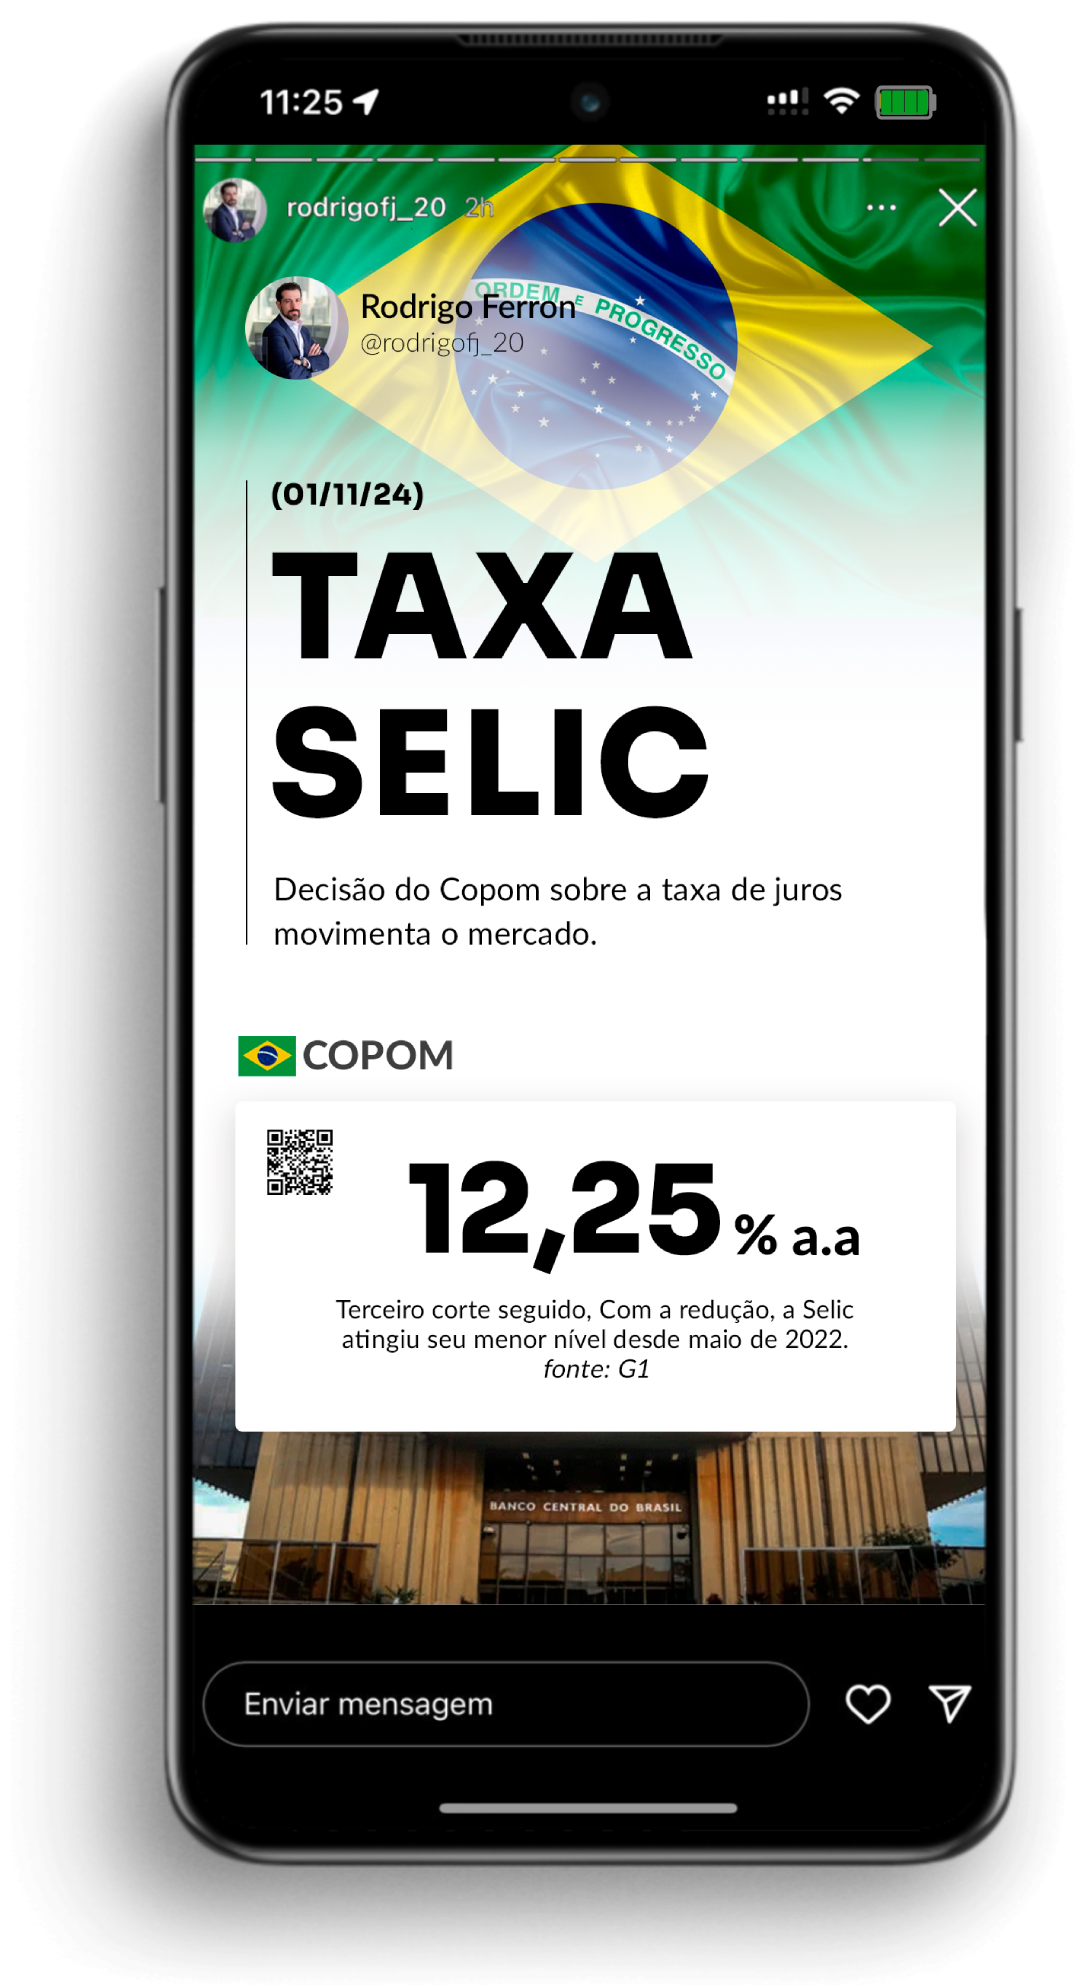 11:25
rodrigofj_20 2h
ORDEM E PROGRESSO
Rodrigo Ferron
@rodrigofj_20
(01/11/24)
TAXA
SELIC
Decisão do Copom sobre a taxa de juros
movimenta o mercado.
COPOM
12,25 % a.a
Terceiro corte seguido, Com a redução, a Selic
atingiu seu menor nível desde maio de 2022.
fonte: G1
BANCO CENTRAL DO BRASIL
Enviar mensagem